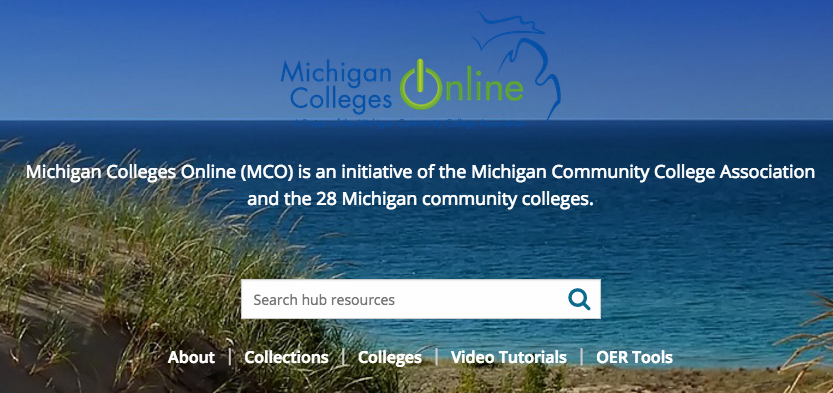 Michigan
Colleges Online
Michigan Colleges Online (MCO) is an initiative of the Michigan Community College Association
and the 28 Michigan community colleges.
Search hub resources
About | Collections | Colleges | Video Tutorials | OER Tools